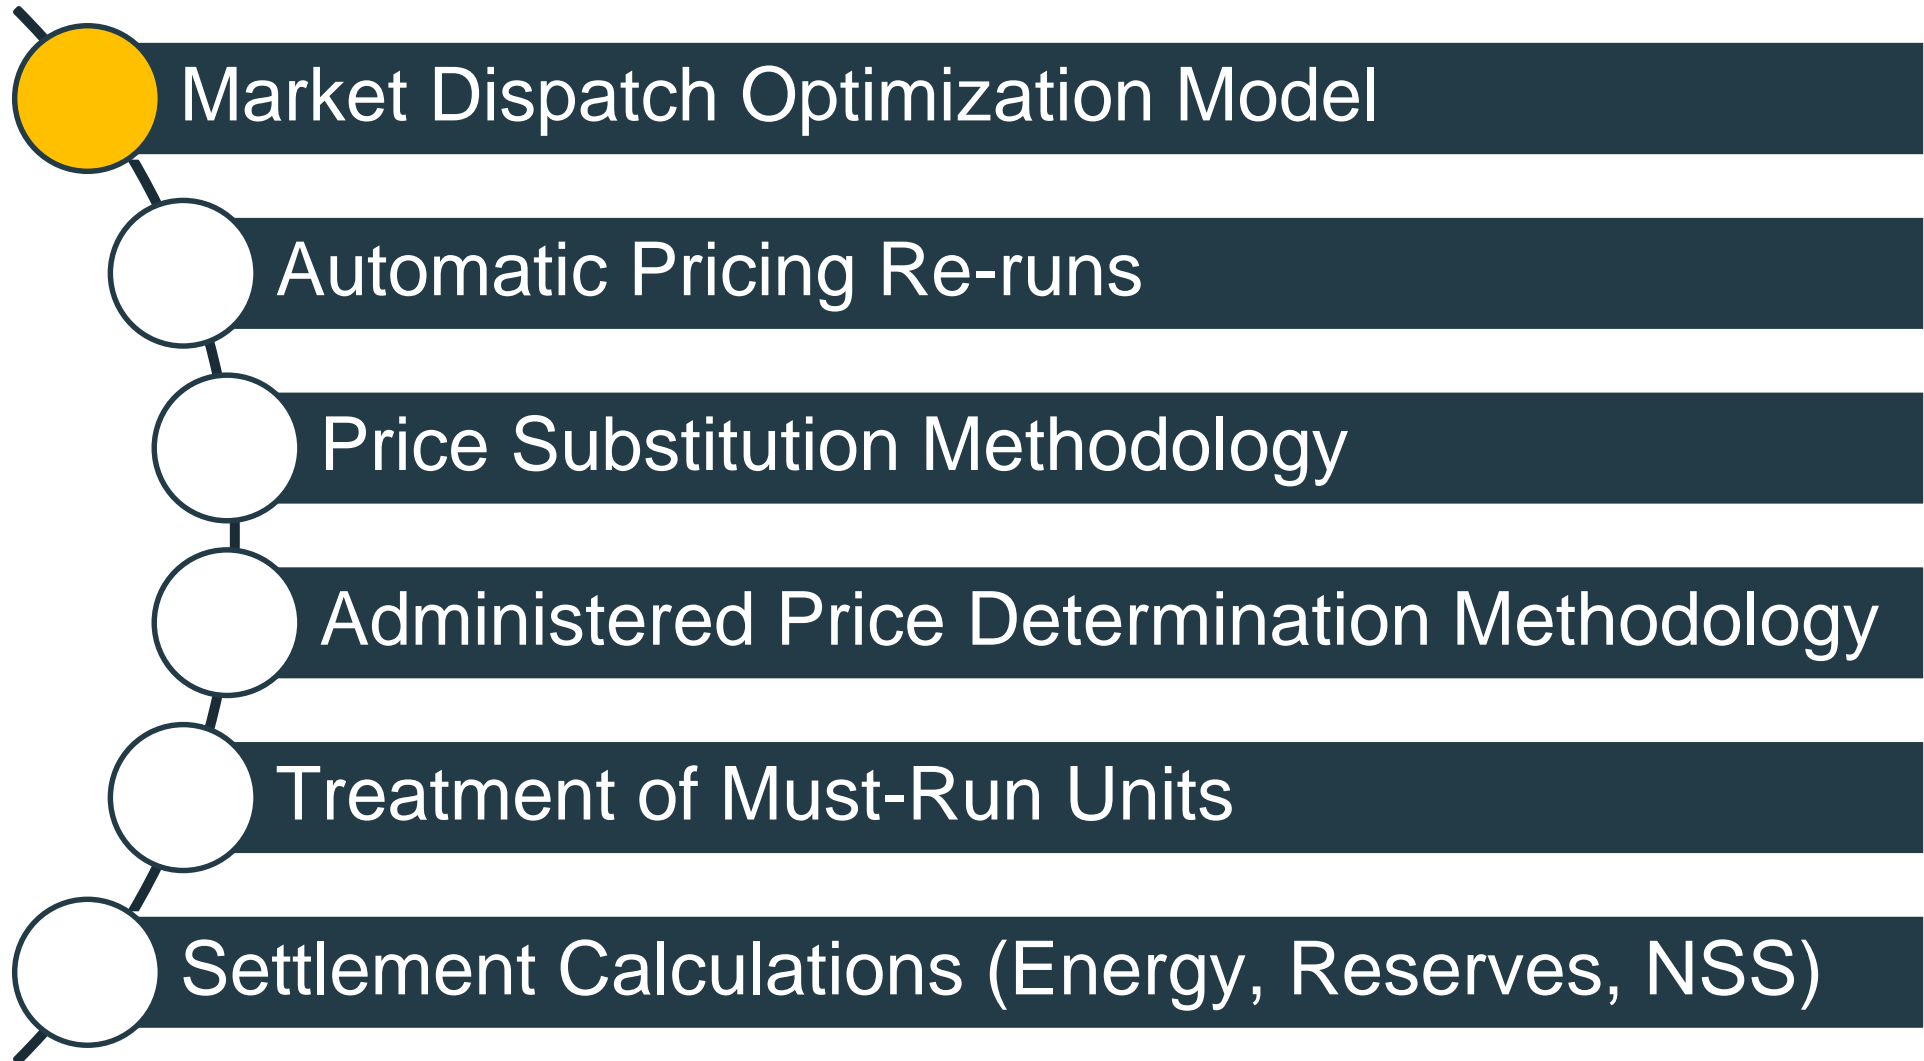 Market Dispatch Optimization Model
Automatic Pricing Re-runs
Price Substitution Methodology
Administered Price Determination Methodology
Treatment of Must-Run Units
Settlement Calculations (Energy, Reserves, NSS)